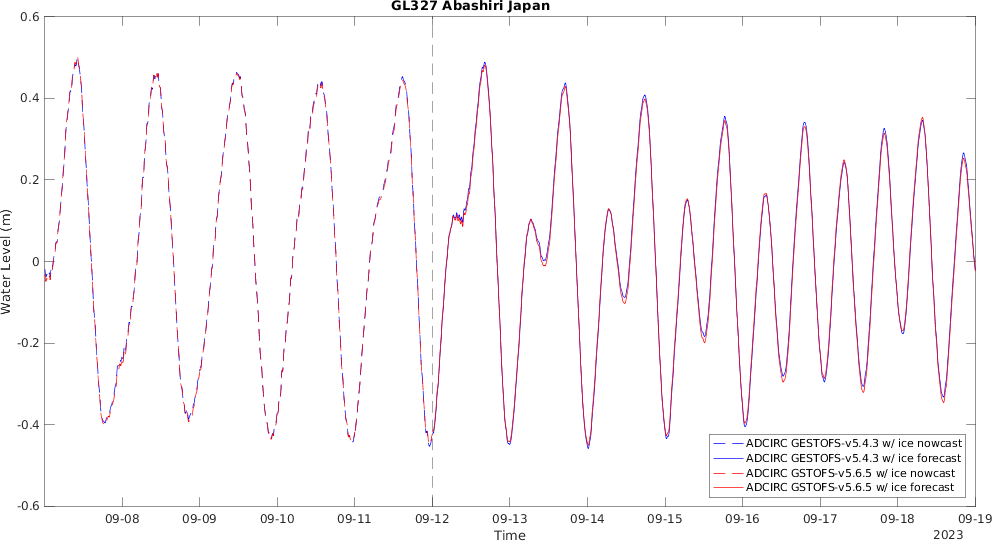 GL327 Abashiri Japan
0.6
0.4
0.2
0
-0.2
-0.4
-0.6
Water Level (m)
ADCIRC GESTOFS-v5.4.3 w/ ice nowcast
ADCIRC GESTOFS-v5.4.3 w/ ice forecast
ADCIRC GSTOFS-v5.6.5 w/ ice nowcast
ADCIRC GSTOFS-v5.6.5 w/ ice forecast
09-08 09-09 09-10 09-11 09-12 09-13 09-14 09-15 09-16 09-17 09-18 09-19
Time
2023